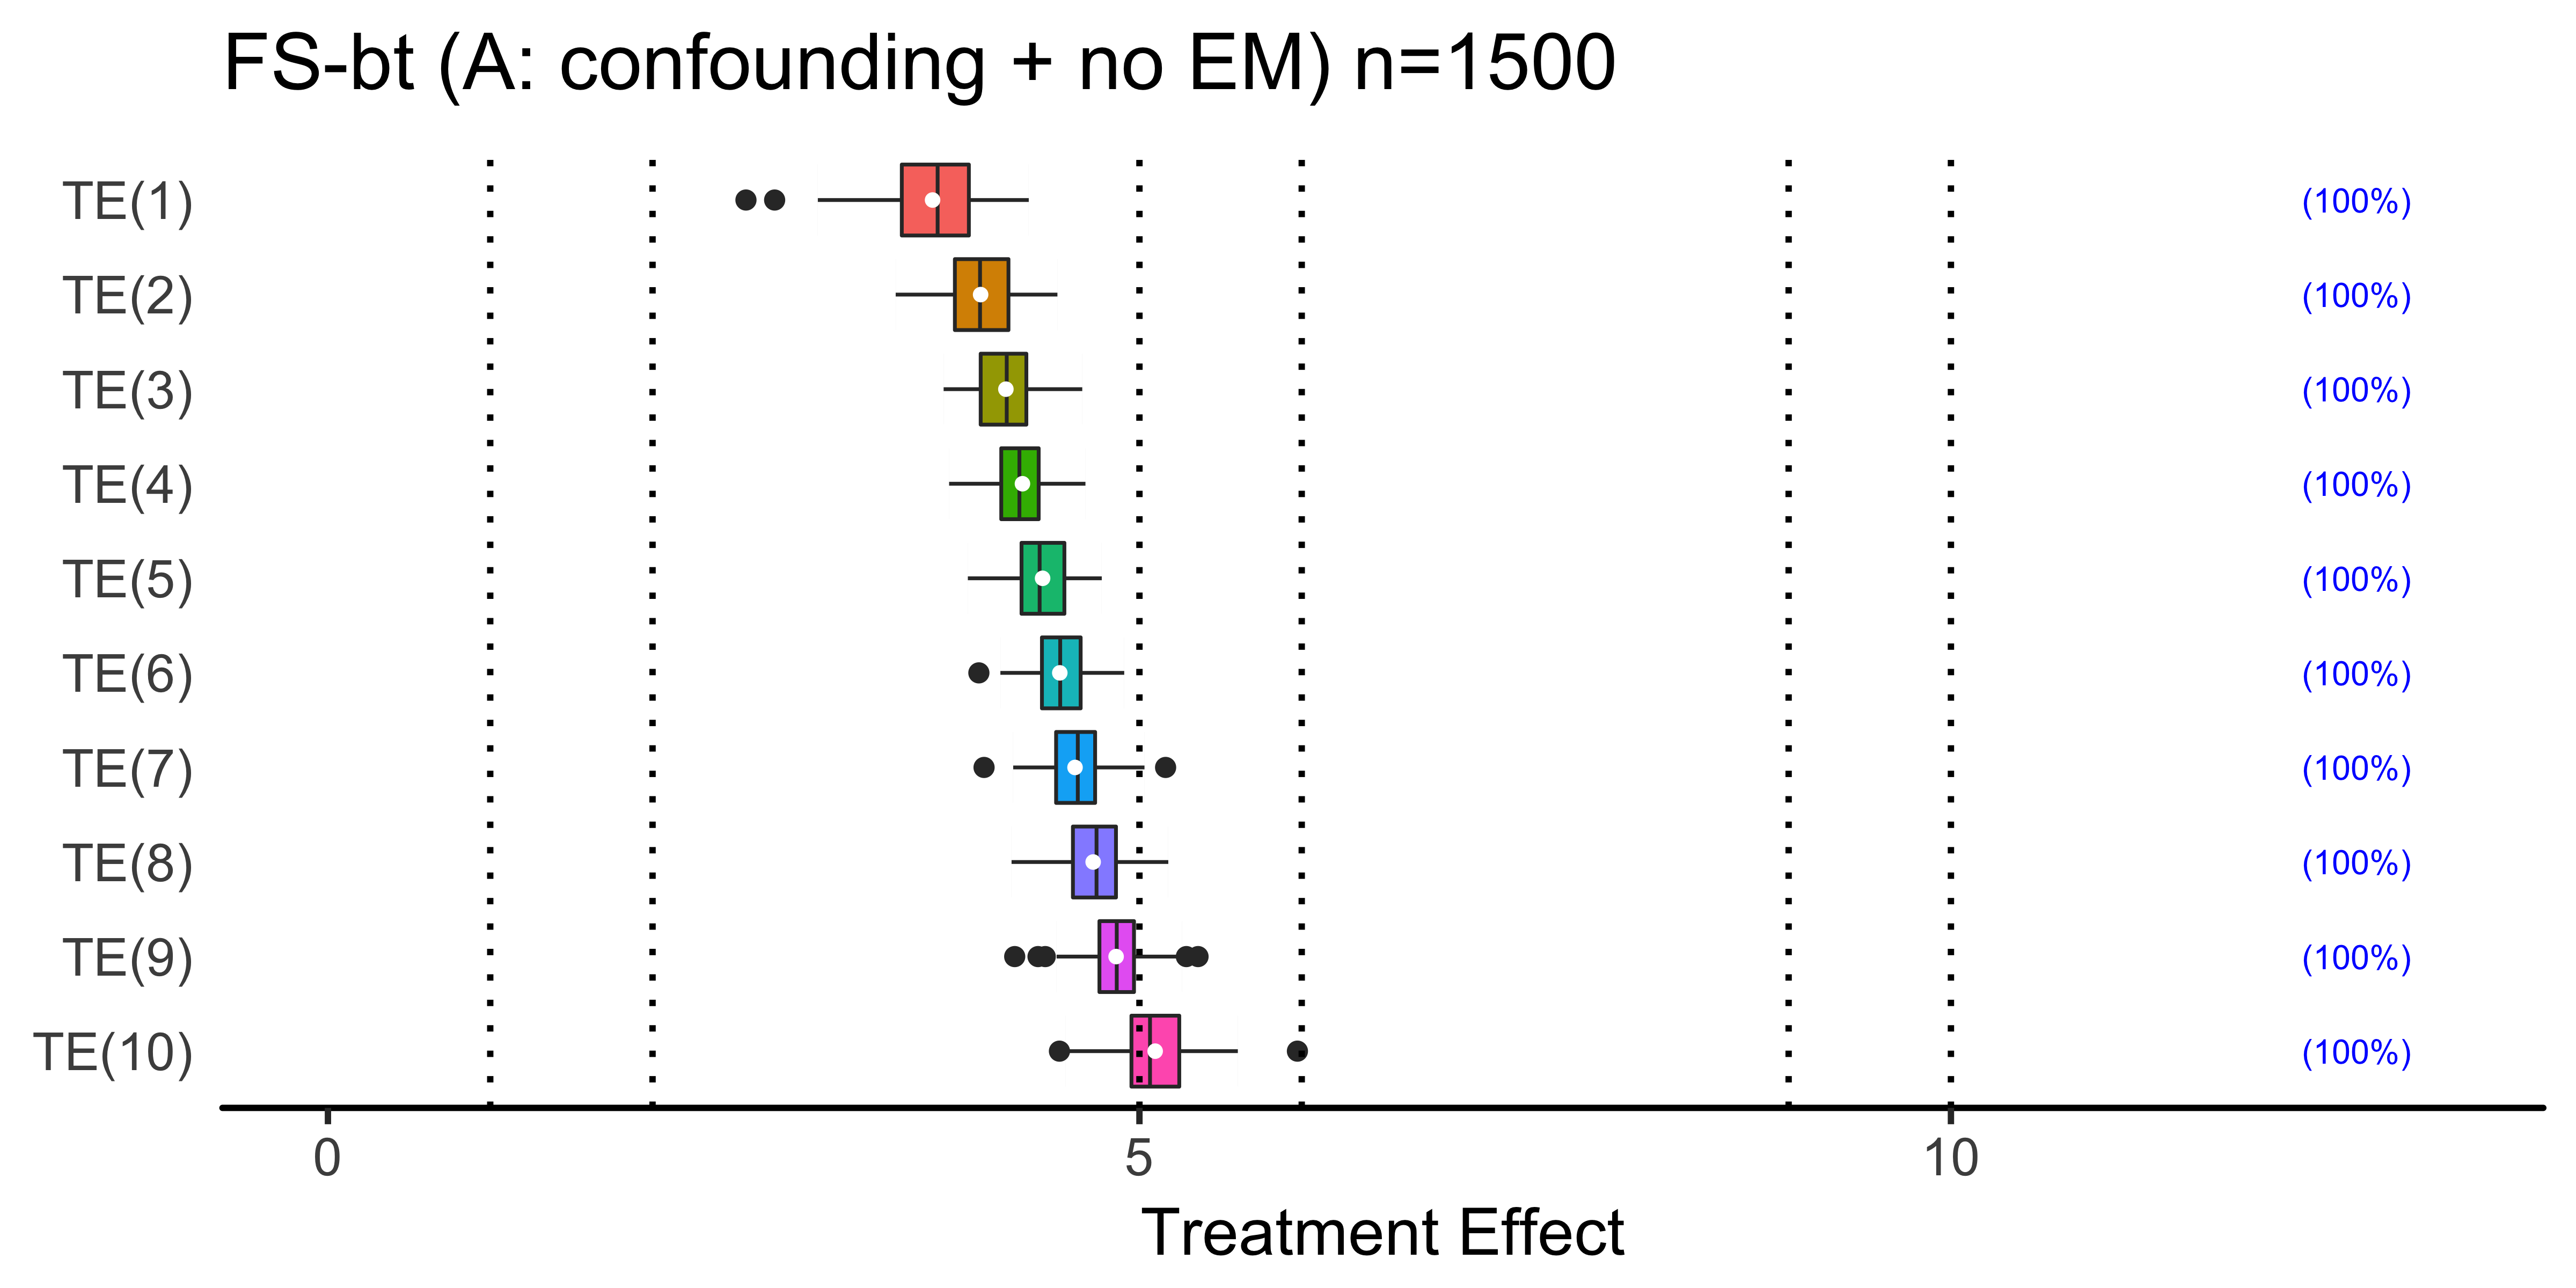 FS-bt (A: confounding + no EM) n=1500
TE(1) (100%)
TE(2) (100%)
TE(3) (100%)
TE(4) (100%)
TE(5) (100%)
TE(6) (100%)
TE(7) (100%)
TE(8) (100%)
TE(9) (100%)
TE(10) (100%)
0 5 10
Treatment Effect